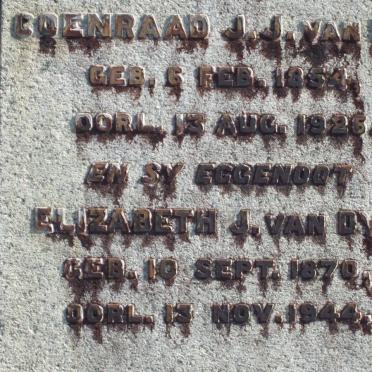 COENRAAD J. J. VAN
GEB. 6 FEB. 1854.
OORL. 13 AUG. 1926.
EN SY EGGENOOT
ELIZABETH J. VAN DY
GEB. 10 SEPT. 1870.
OORL. 13 NOV. 1944.